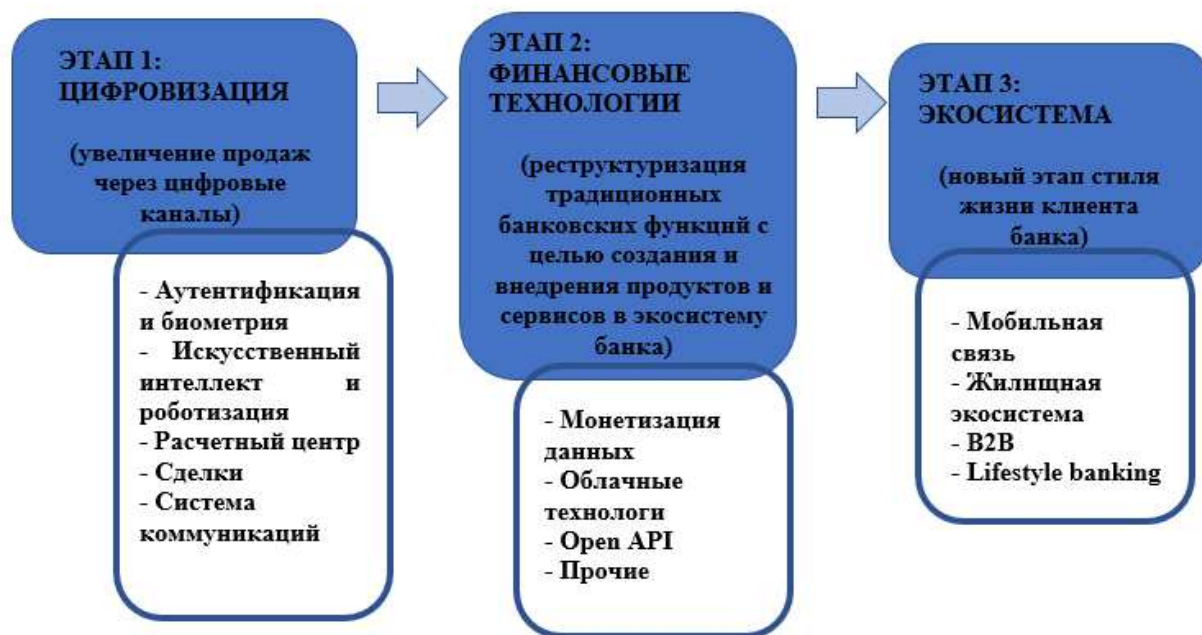 ЭТАП 1:
ЦИФРОВИЗАЦИЯ
(увеличение продаж
через цифровые
каналы)
- Аутентификация
и биометрия
- Искусственный
интеллект и
роботизация
- Расчетный центр
- Сделки
- Система
коммуникаций
ЭТАП 2:
ФИНАНСОВЫЕ
ТЕХНОЛОГИИ
(реструктуризация
традиционных
банковских функций с
целью создания и
внедрения продуктов и
сервисов в экосистему
банка)
- Монетизация
данных
- Облачные
технологи
- Open API
- Прочие
ЭТАП 3:
ЭКОСИСТЕМА
(новый этап стиля
жизни клиента
банка)
- Мобильная
связь
- Жилищная
экосистема
- B2B
- Lifestyle banking